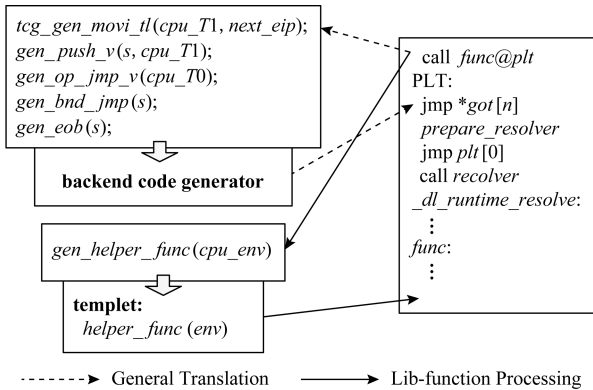 tcg_gen_movi_tl(cpu_T1, next_eip);
gen_push_v(s, cpu_T1);
gen_op_jmp_v(cpu_T0);
gen_bnd_jmp(s);
gen_eob(s);
backend code generator
gen_helper_func(cpu_env)
templet:
helper_func(env)
call func@plt
PLT:
jmp *got[n]
prepare_resolver
jmp plt[0]
call recolver
_dl_runtime_resolve:
⋮
func:
⋮
General Translation
Lib-function Processing